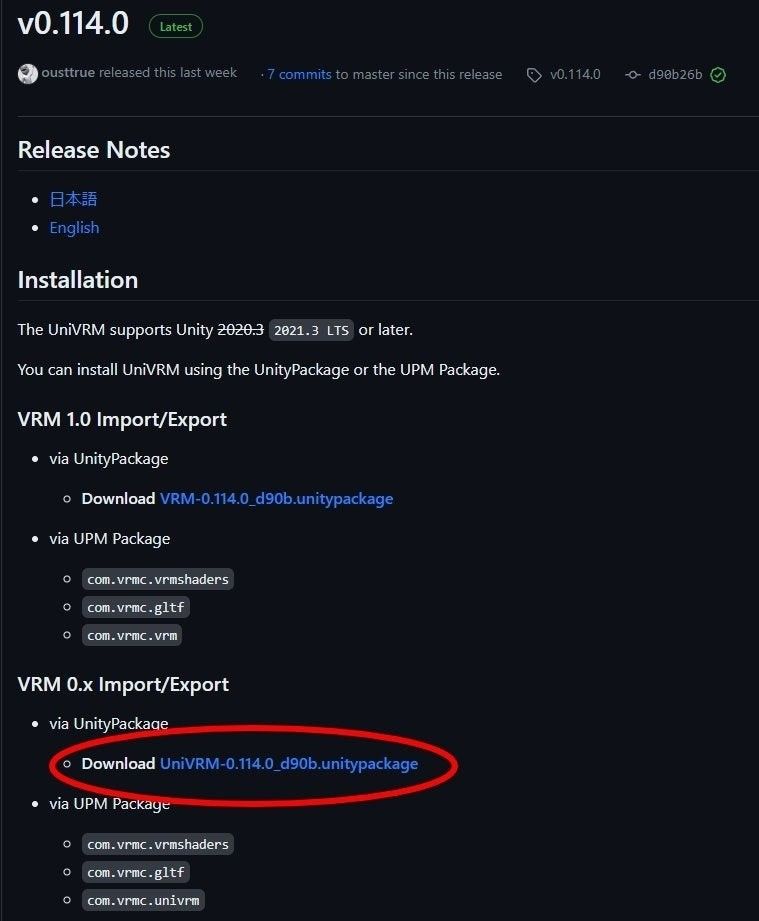 v0.114.0 Latest
ousttrue released this last week · 7 commits to master since this release v0.114.0 d90b26b
Release Notes
日本語
English
Installation
The UniVRM supports Unity 2020.3 2021.3 LTS or later.
You can install UniVRM using the UnityPackage or the UPM Package.
VRM 1.0 Import/Export
via UnityPackage
Download VRM-0.114.0_d90b.unitypackage
via UPM Package
com.vrmc.vrmshaders
com.vrmc.gltf
com.vrmc.vrm
VRM 0.x Import/Export
via UnityPackage
Download UniVRM-0.114.0_d90b.unitypackage
via UPM Package
com.vrmc.vrmshaders
com.vrmc.gltf
com.vrmc.univrm